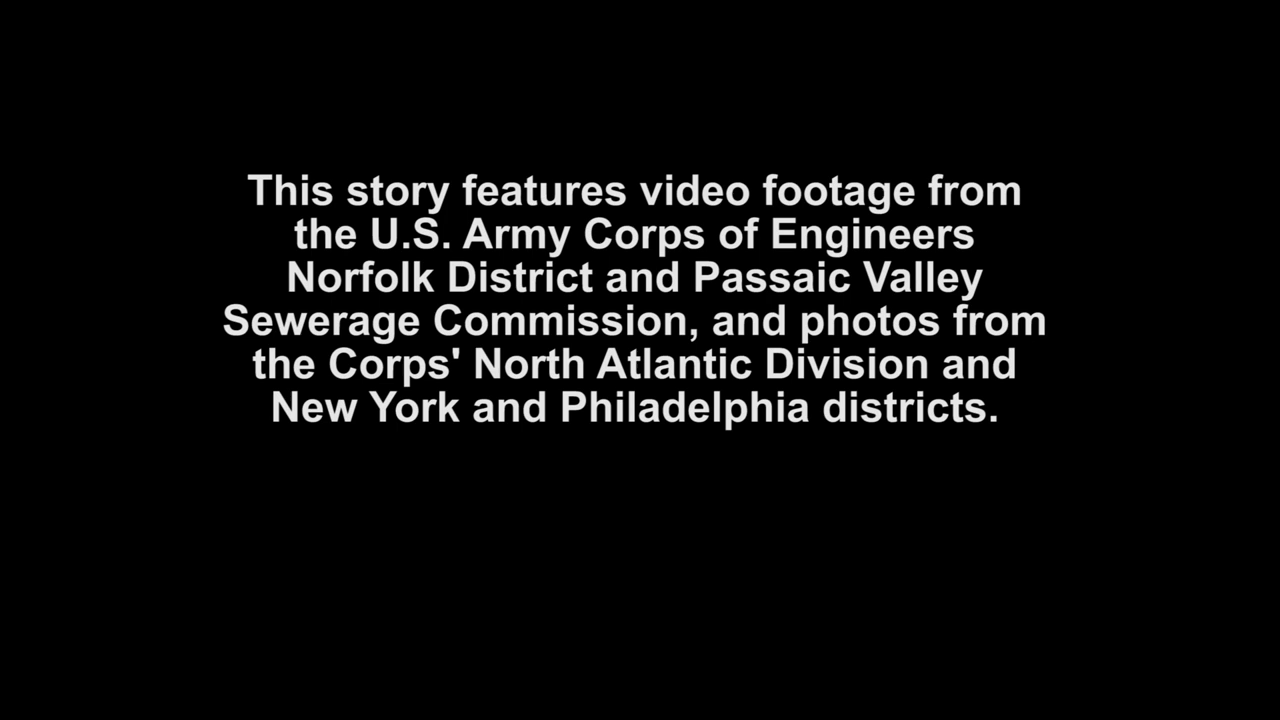 This story features video footage from
the U.S. Army Corps of Engineers
Norfolk District and Passaic Valley
Sewerage Commission, and photos from
the Corps' North Atlantic Division and
New York and Philadelphia districts.